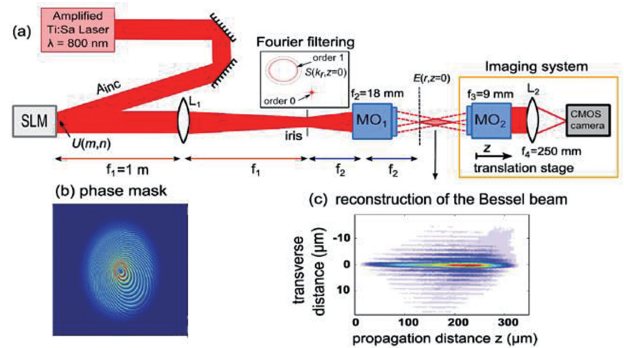 (a)
Amplified
Ti:Sa Laser
λ = 800 nm
Ainc
SLM
U(m,n)
L1
Fourier filtering
order 1
S(kr,z=0)
order 0
iris
f2=18 mm
MO1
E(r,z=0)
Imaging system
f3=9 mm
L2
MO2
CMOS
camera
z
f4=250 mm
translation stage
f1=1 m
f1
f2
f2
(b) phase mask
(c) reconstruction of the Bessel beam
transverse
distance (µm)
-10
0
10
0
100
200
300
propagation distance z (µm)